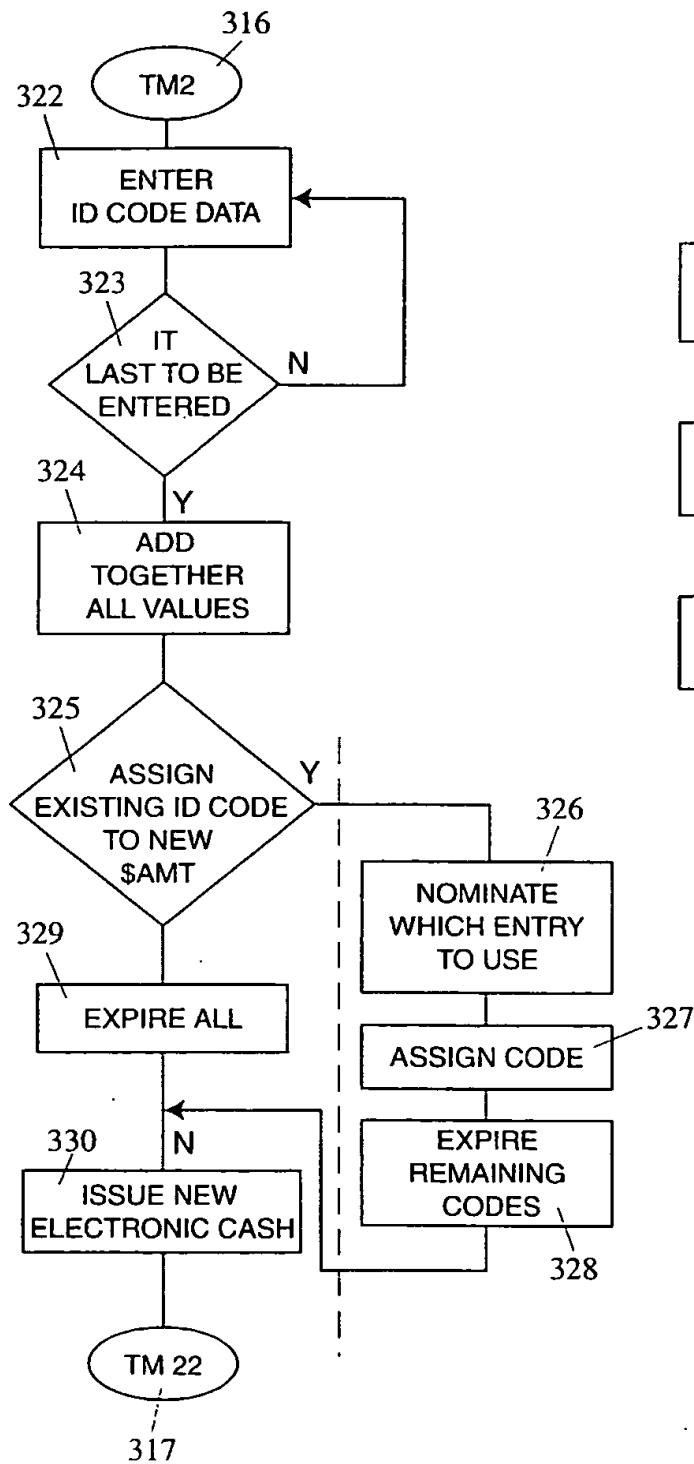 316
TM2
322
ENTER
ID CODE DATA
323
IT
LAST TO BE
ENTERED
N
324
Y
ADD
TOGETHER
ALL VALUES
325
ASSIGN
EXISTING ID CODE
TO NEW
$AMT
Y
326
NOMINATE
WHICH ENTRY
TO USE
327
ASSIGN CODE
EXPIRE
REMAINING
CODES
328
329
EXPIRE ALL
N
330
ISSUE NEW
ELECTRONIC CASH
TM 22
317